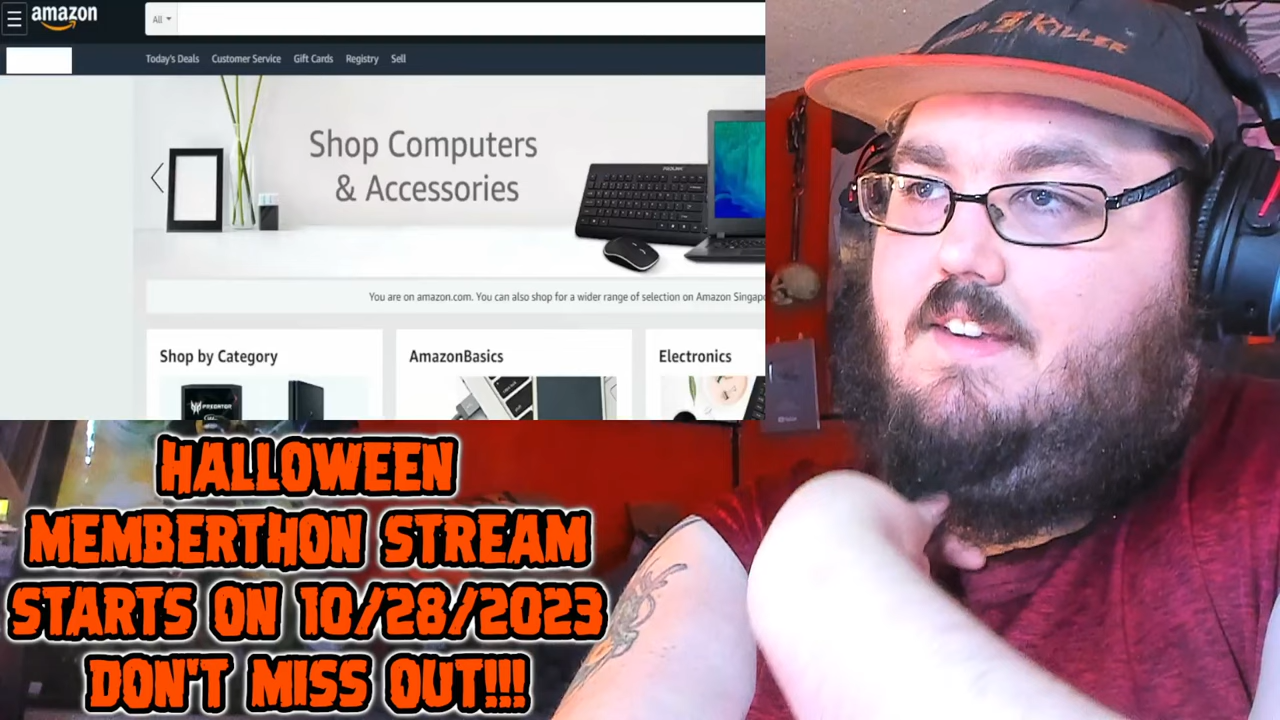 amazon
All
Today's Deals Customer Service Gift Cards Registry Sell
Shop Computers
& Accessories
You are on amazon.com. You can also shop for a wider range of selection on Amazon Singap
Shop by Category
AmazonBasics
Electronics
PREDATOR
KILLER
HALLOWEEN
MEMBERTHON STREAM
STARTS ON 10/28/2023
DON'T MISS OUT!!!